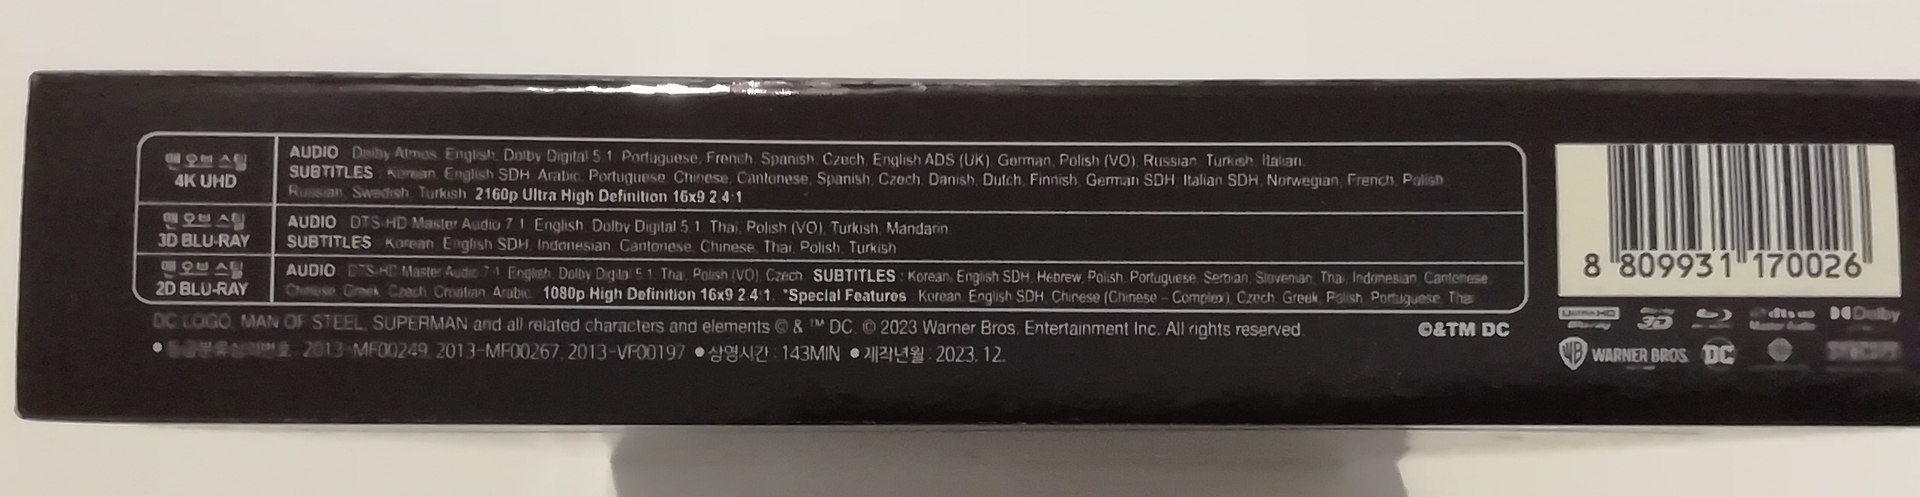 맨 오브 스틸
4K UHD
AUDIO Dolby Atmos English, Dolby Digital 5.1 Portuguese, French Spanish, Czech, English ADS (UK), German, Polish (VO), Russian, Turkish, Italian.
SUBTITLES : Korean, English SDH, Arabic, Portuguese, Chinese, Cantonese, Spanish, Czech, Danish, Dutch, Finnish, German SDH, Italian SDH, Norwegian, French, Polish
Russian, Swedish, Turkish. 2160p Ultra High Definition 16x9 2.4:1
맨 오브 스틸
3D BLU-RAY
AUDIO DTS-HD Master Audio 7.1 English, Dolby Digital 5.1 Thai, Polish (VO), Turkish, Mandarin.
SUBTITLES Korean, English SDH, Indonesian, Cantonese, Chinese, Thai, Polish, Turkish
맨 오브 스틸
2D BLU-RAY
AUDIO DTS-HD Master Audio 7.1 English, Dolby Digital 5.1 Thai, Polish (VO), Czech SUBTITLES : Korean, English SDH, Hebrew, Polish, Portuguese, Serbian, Slovenian, Thai, Indonesian, Cantonese
Chinese, Greek, Czech, Croatian, Arabic. 1080p High Definition 16x9 2.4:1. *Special Features Korean, English SDH, Chinese (Chinese - Complex), Czech, Greek, Polish, Portuguese, Thai
DC LOGO, MAN OF STEEL, SUPERMAN and all related characters and elements © & ™ DC. © 2023 Warner Bros. Entertainment Inc. All rights reserved. ©&TM DC
2013-MF00249, 2013-MF00267, 2013-VF00197 ● 상영시간 : 143MIN ● 제작년월 : 2023. 12.
8 809931 170026
ULTRA HD Blu-ray 3D dts Dolby
WB WARNER BROS. DC